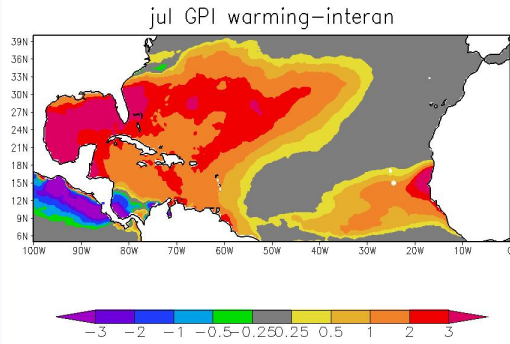 jul GPI warming-interan
39N
36N
33N
30N
27N
24N
21N
18N
15N
12N
9N
6N
100W 90W 80W 70W 60W 50W 40W 30W 20W 10W 0
-3 -2 -1 -0.5 -0.25 0.25 0.5 1 2 3